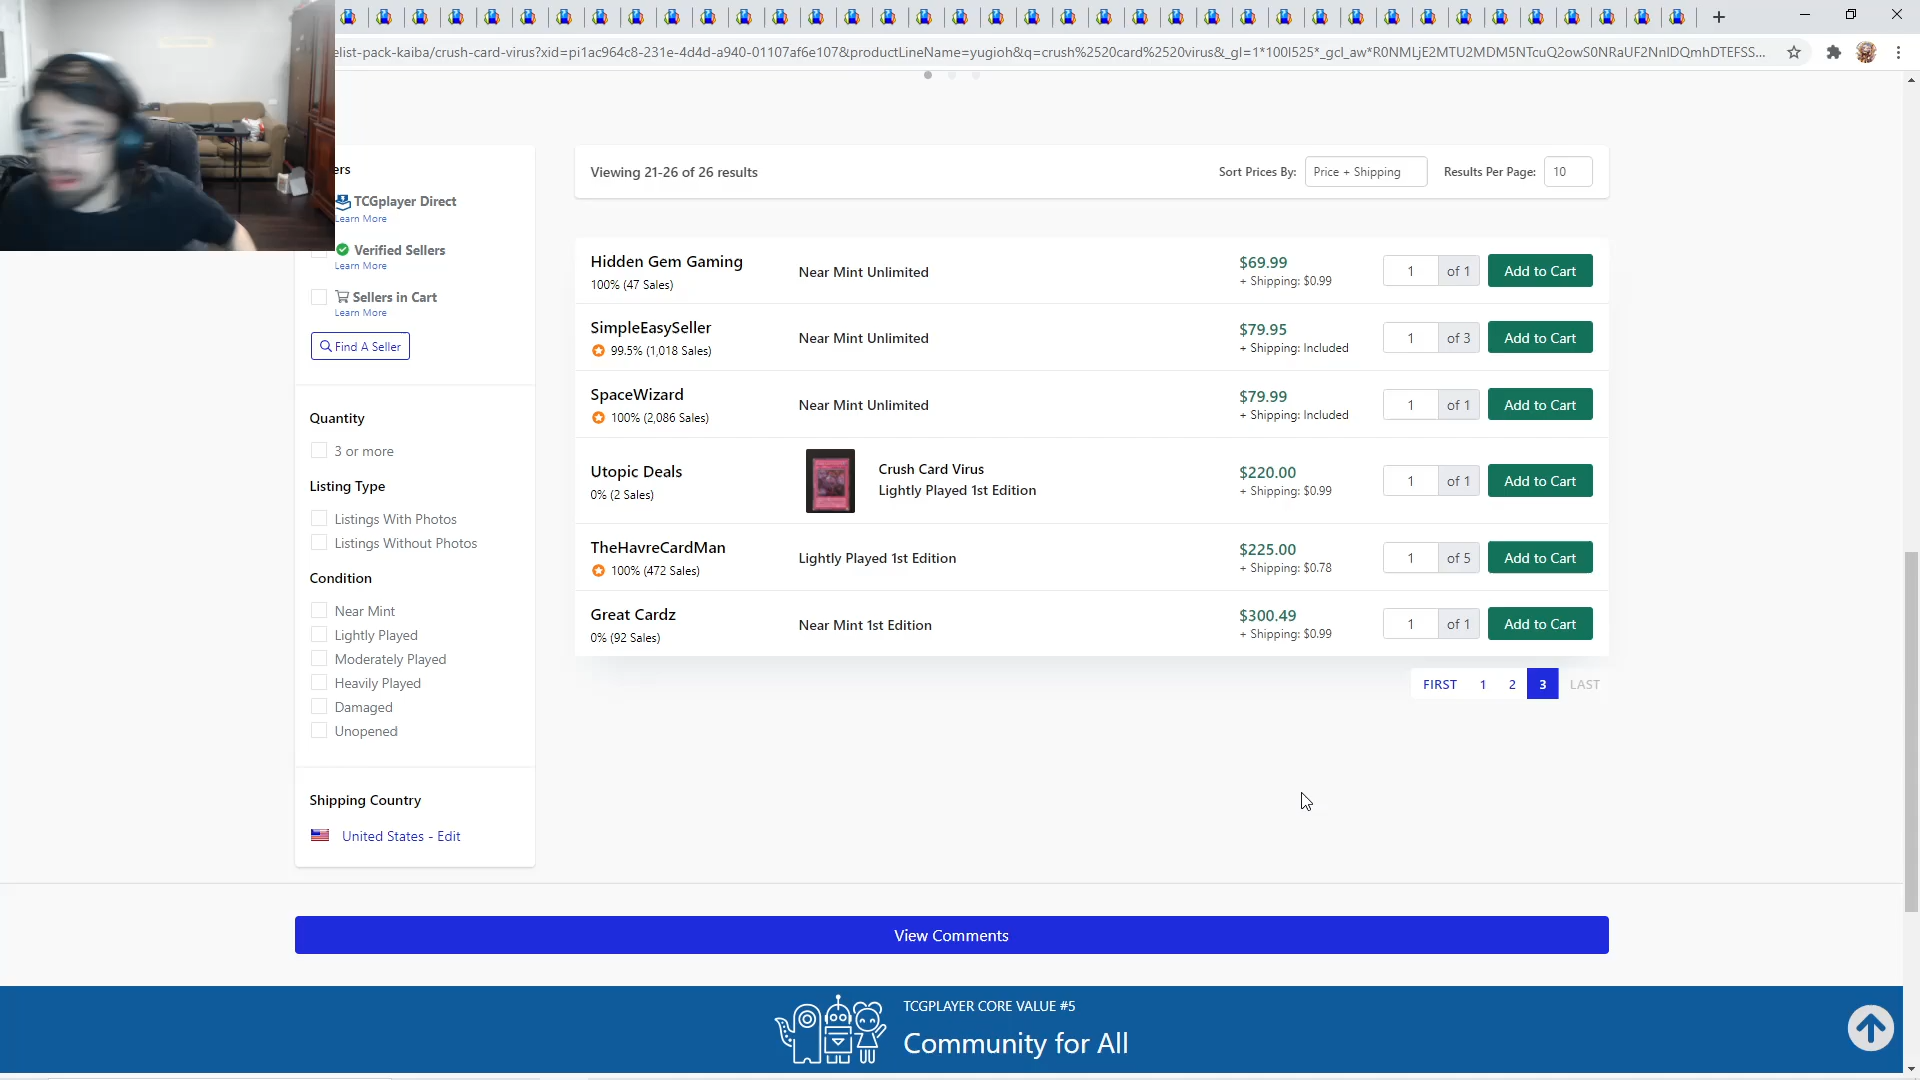 elist-pack-kaiba/crush-card-virus?xid=pi1ac964c8-231e-4d4d-a940-01107af6e107&productLineName=yugioh&q=crush%2520card%2520virus&_gl=1*100l525*_gcl_aw*R0NMLjE2MTU2MDM5NTcuQ2owS0NRaUF2NnlDQmhDTEFSS...
ers
TCGplayer Direct
Learn More
Verified Sellers
Learn More
Sellers in Cart
Learn More
Find A Seller
Quantity
3 or more
Listing Type
Listings With Photos
Listings Without Photos
Condition
Near Mint
Lightly Played
Moderately Played
Heavily Played
Damaged
Unopened
Shipping Country
United States - Edit
Viewing 21-26 of 26 results
Sort Prices By: Price + Shipping Results Per Page: 10
Hidden Gem Gaming
100% (47 Sales)
Near Mint Unlimited
$69.99
+ Shipping: $0.99
1 of 1 Add to Cart
SimpleEasySeller
99.5% (1,018 Sales)
Near Mint Unlimited
$79.95
+ Shipping: Included
1 of 3 Add to Cart
SpaceWizard
100% (2,086 Sales)
Near Mint Unlimited
$79.99
+ Shipping: Included
1 of 1 Add to Cart
Utopic Deals
0% (2 Sales)
Crush Card Virus
Lightly Played 1st Edition
$220.00
+ Shipping: $0.99
1 of 1 Add to Cart
TheHavreCardMan
100% (472 Sales)
Lightly Played 1st Edition
$225.00
+ Shipping: $0.78
1 of 5 Add to Cart
Great Cardz
0% (92 Sales)
Near Mint 1st Edition
$300.49
+ Shipping: $0.99
1 of 1 Add to Cart
FIRST 1 2 3 LAST
View Comments
TCGPLAYER CORE VALUE #5
Community for All